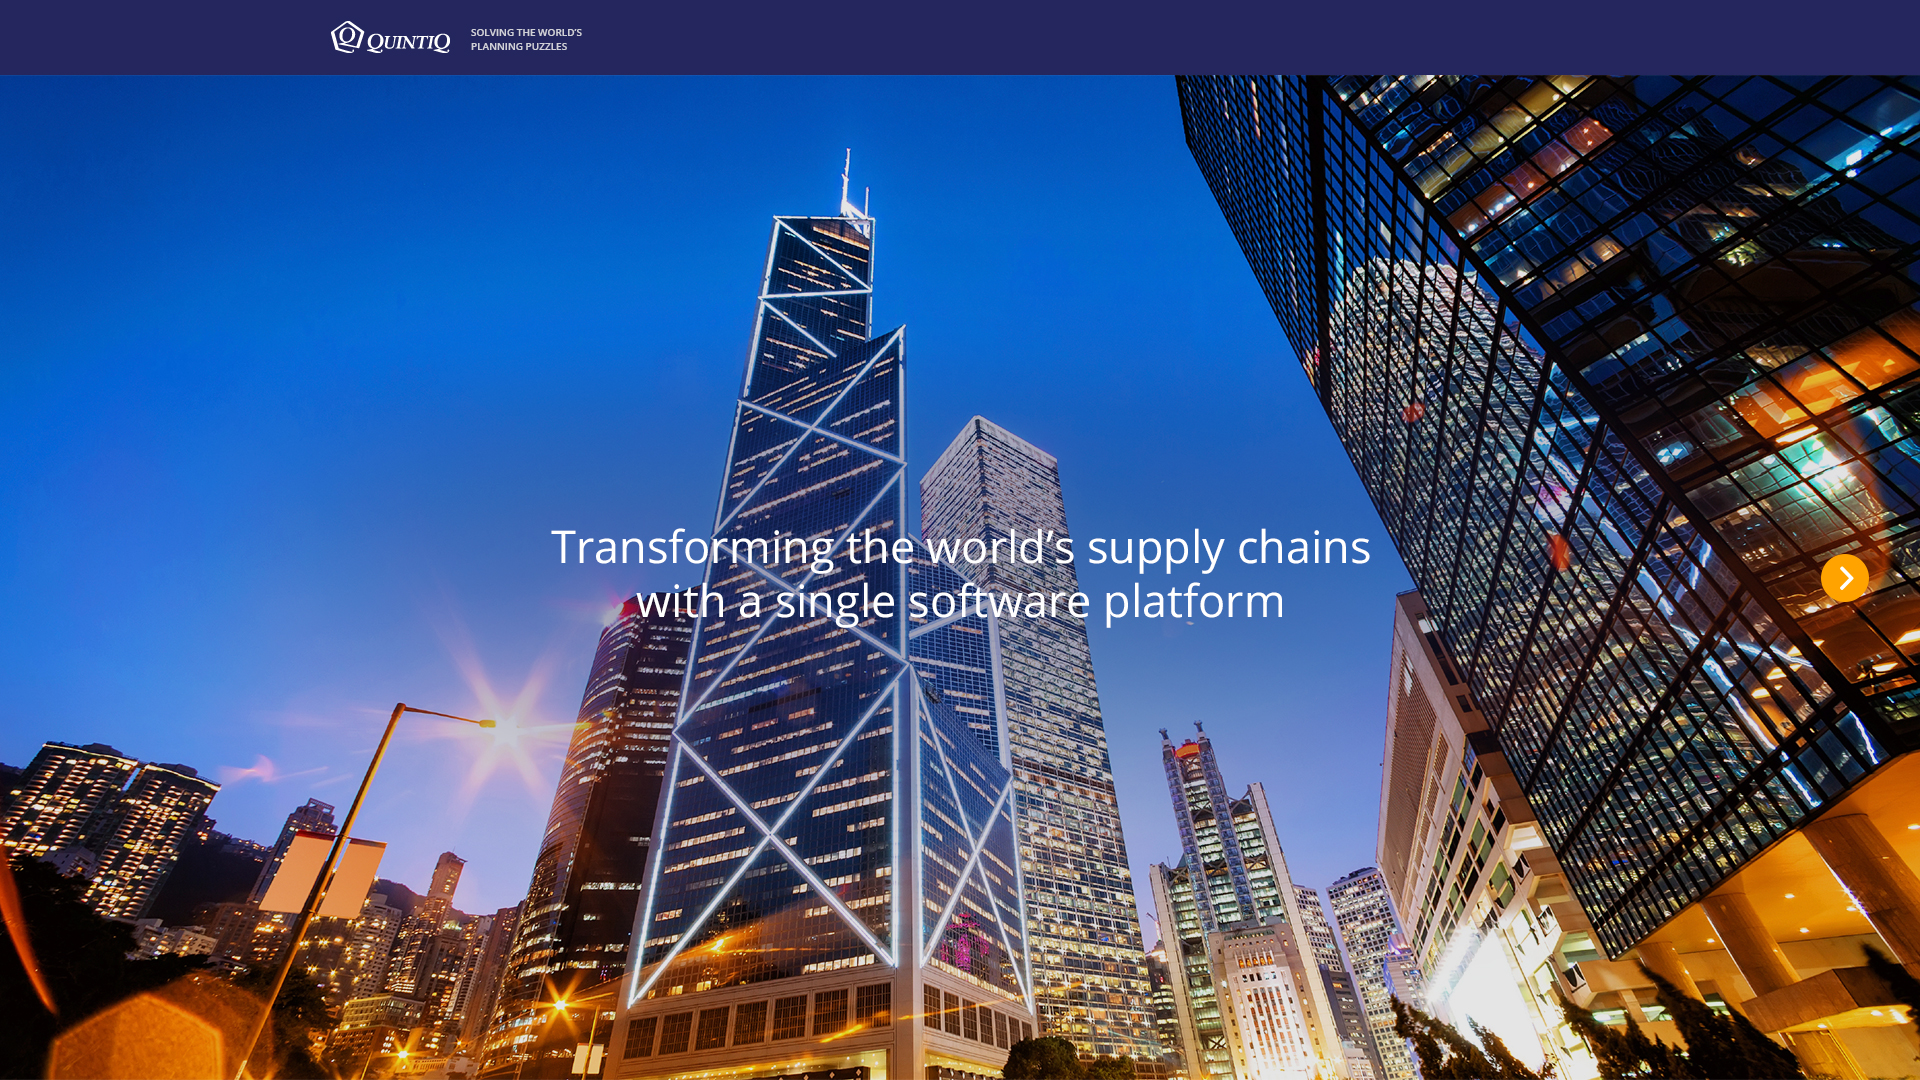 QUINTIQ
SOLVING THE WORLD'S
PLANNING PUZZLES
Transforming the world's supply chains
with a single software platform